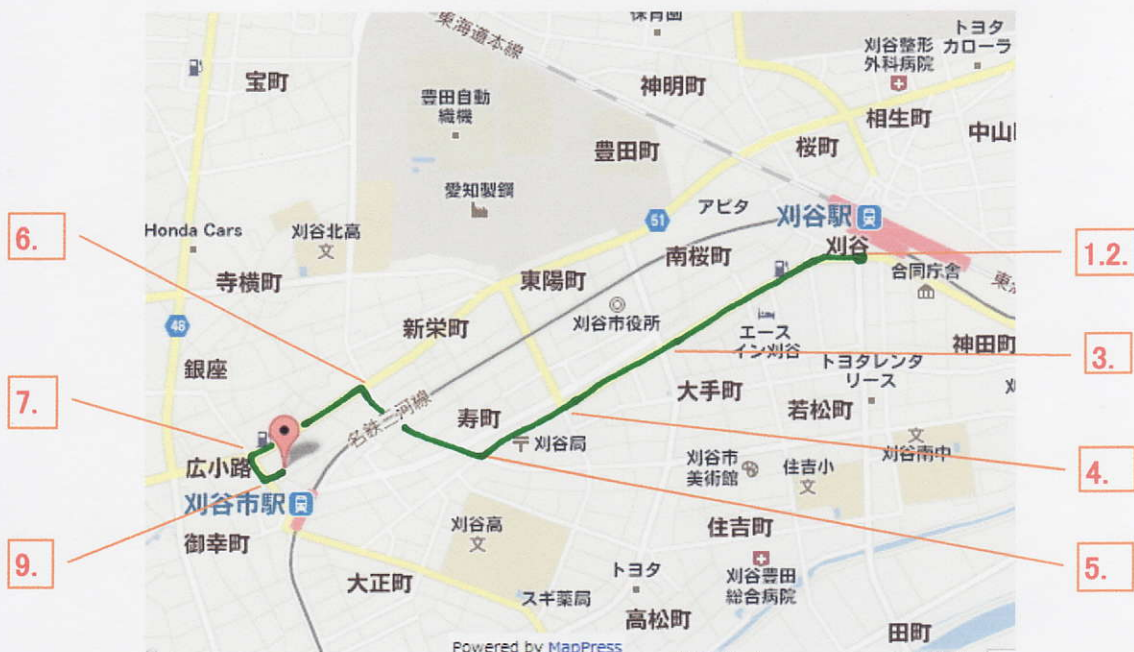 保育園
トヨタ
カローラ
東海道本線
刈谷整形
外科病院
宝町
神明町
豊田自動
織機
相生町
中山
桜町
豊田町
愛知製鋼
アピタ
刈谷駅
51
6.
Honda Cars
刈谷北高
文
南桜町
刈谷
1.2.
合同庁舎
東海
寺横町
東陽町
48
新栄町
刈谷市役所
エース
イン刈谷
神田町
3.
銀座
トヨタレンタ
リース
大手町
若松町
7.
名鉄三河線
寿町
〒刈谷局
文
刈谷南中
広小路
刈谷市
美術館
住吉小
文
4.
刈谷市駅
刈谷高
文
住吉町
御幸町
9.
大正町
トヨタ
刈谷豊田
総合病院
5.
スギ薬局
高松町
田町
Powered by MapPress